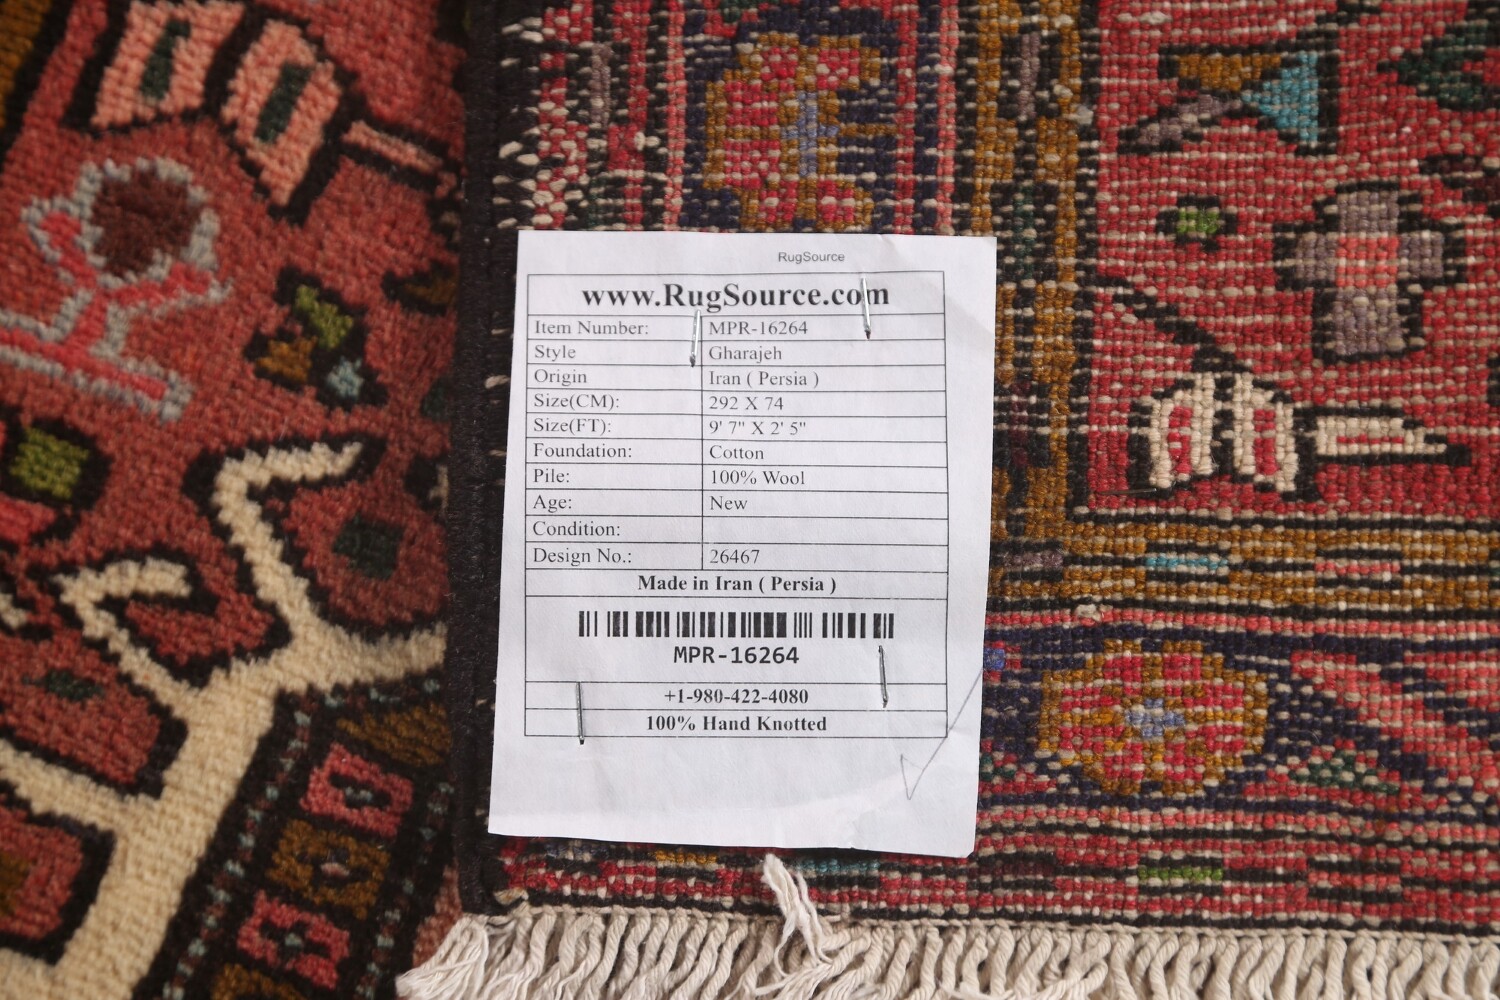 RugSource
www.RugSource.com
Item Number: MPR-16264
Style Gharajeh
Origin Iran ( Persia )
Size(CM): 292 X 74
Size(FT): 9' 7" X 2' 5"
Foundation: Cotton
Pile: 100% Wool
Age: New
Condition:
Design No.: 26467
Made in Iran ( Persia )
MPR-16264
+1-980-422-4080
100% Hand Knotted